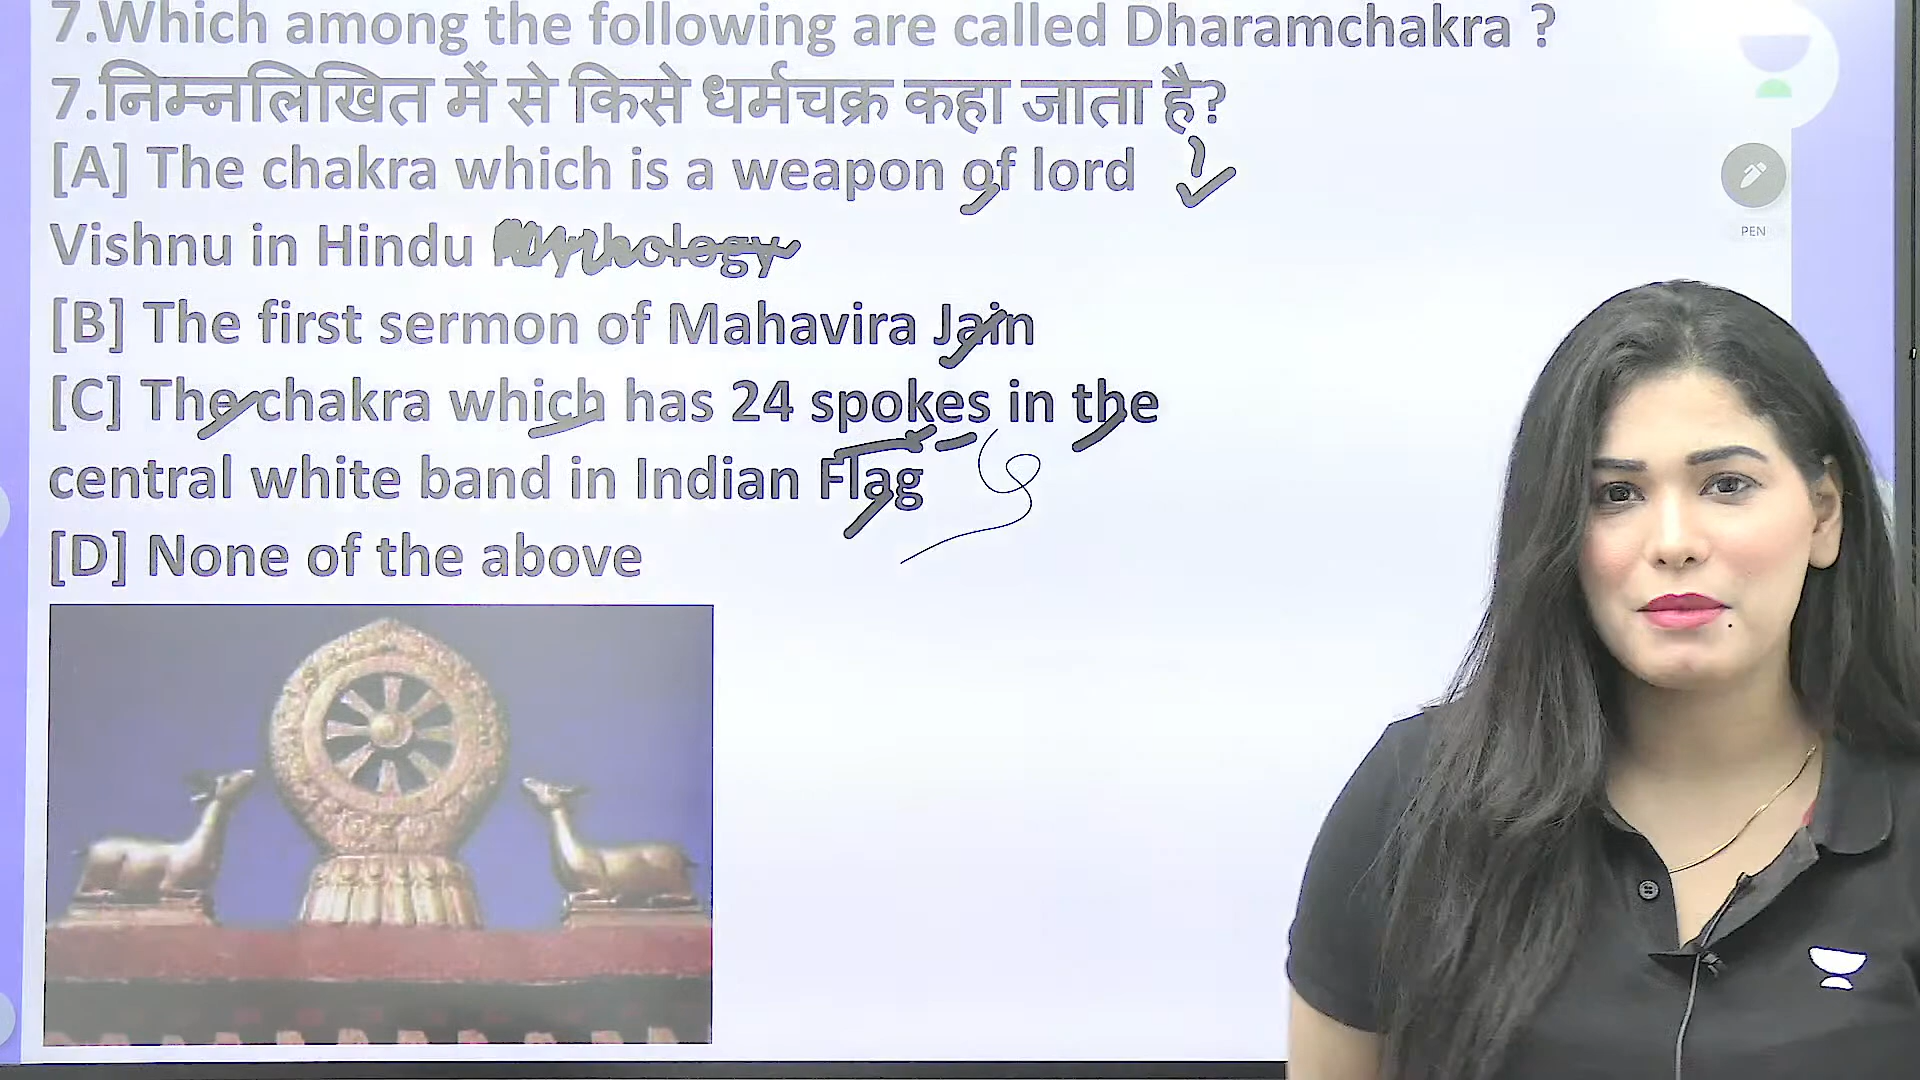 7.Which among the following are called Dharamchakra ?
7.निम्नलिखित में से किसे धर्मचक्र कहा जाता है?
[A] The chakra which is a weapon of lord
Vishnu in Hindu Mythology
[B] The first sermon of Mahavira Jain
[C] The chakra which has 24 spokes in the
central white band in Indian Flag
[D] None of the above
PEN